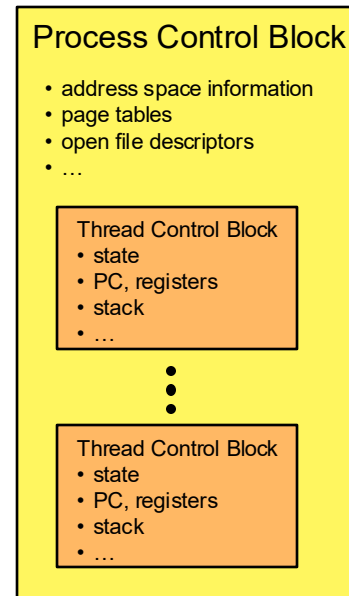 Process Control Block
• address space information
• page tables
• open file descriptors
• …
Thread Control Block
• state
• PC, registers
• stack
• …
Thread Control Block
• state
• PC, registers
• stack
• …